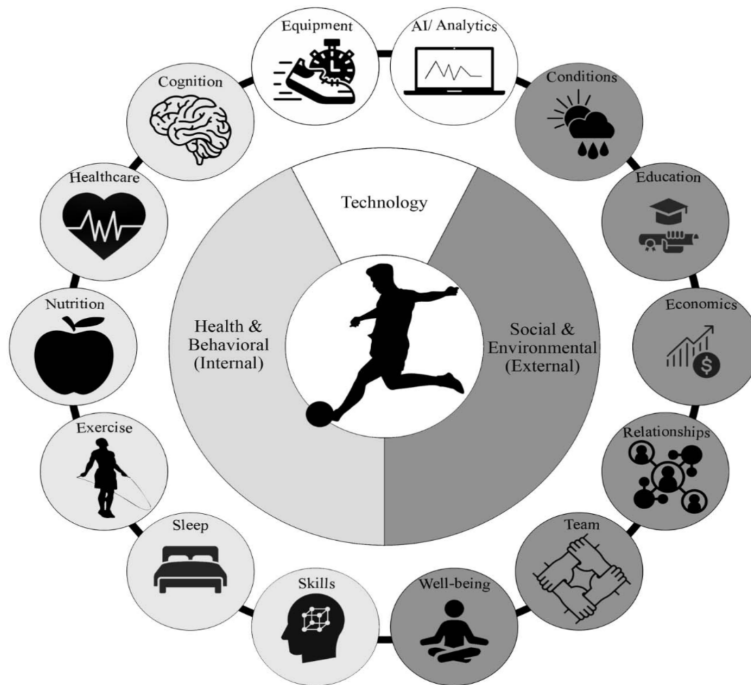 Equipment
AI/ Analytics
Cognition
Conditions
Healthcare
Education
Technology
Nutrition
Economics
Health &
Behavioral
(Internal)
Social &
Environmental
(External)
$
Exercise
Relationships
Sleep
Team
Skills
Well-being